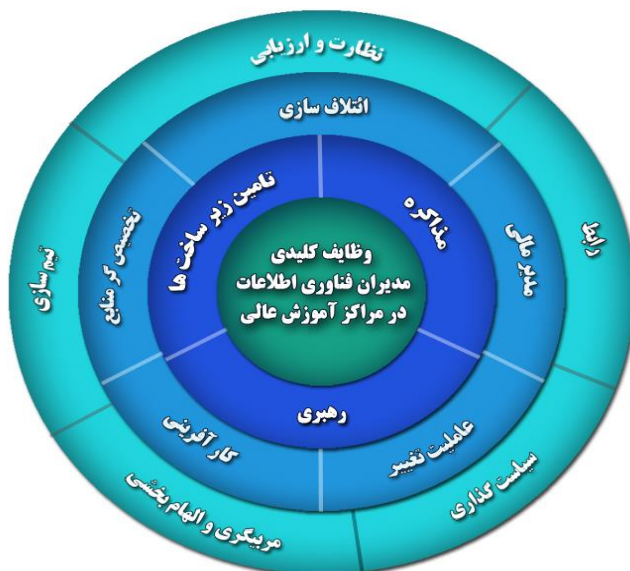 نظارت و ارزیابی
ائتلاف سازی
تامین زیر ساخت ها
مذاکره
رابط
مدیر مالی
تخصیص گر منابع
تیم سازی
وظایف کلیدی
مدیران فناوری اطلاعات
در مراکز آموزش عالی
رهبری
کار آفرینی
عاملیت تغییر
سیاست گذاری
مربیگری و الهام بخشی